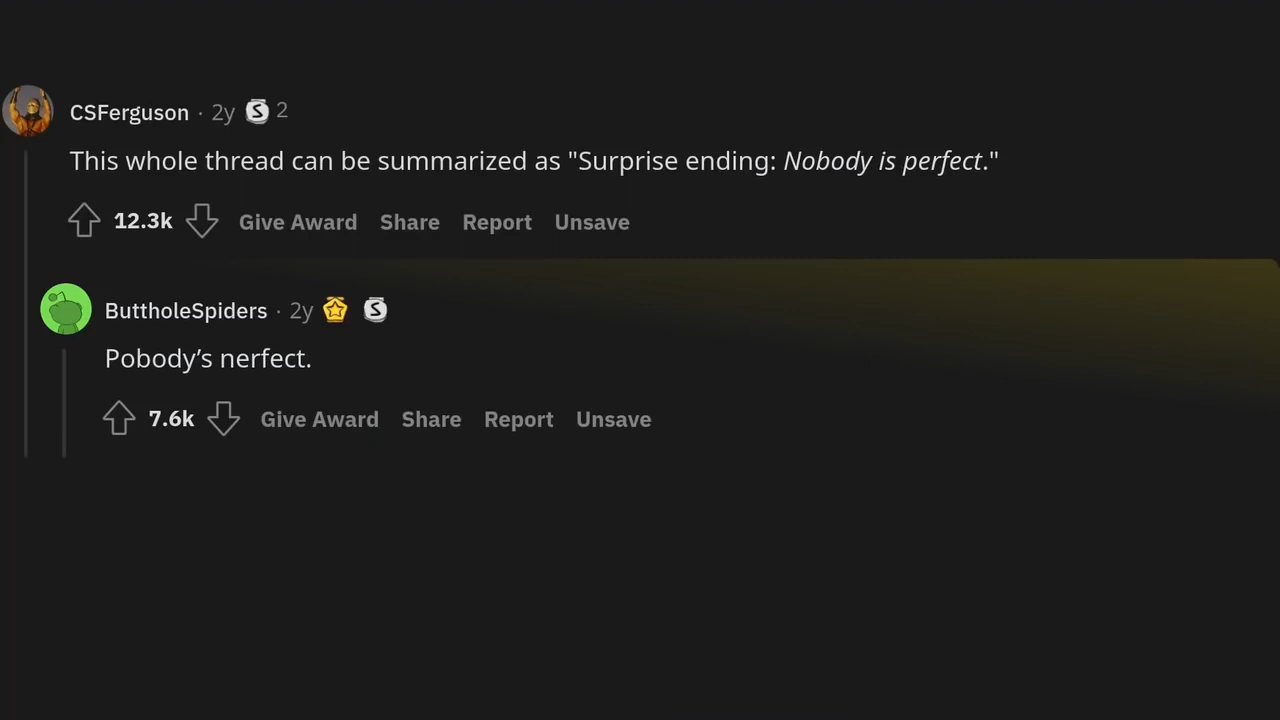 CSFerguson · 2y S 2
This whole thread can be summarized as "Surprise ending: Nobody is perfect."
12.3k Give Award Share Report Unsave
ButtholeSpiders · 2y S
Pobody’s nerfect.
7.6k Give Award Share Report Unsave